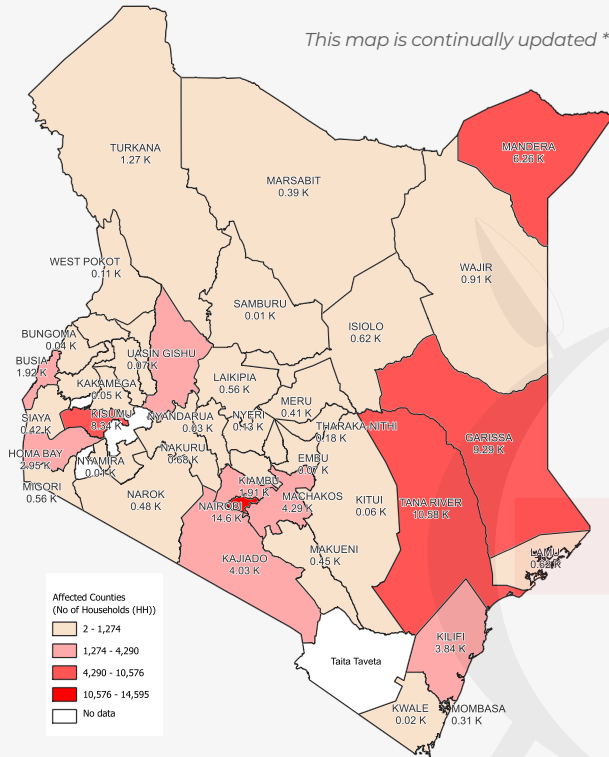 This map is continually updated *
MANDERA
6.26 K
TURKANA
1.27 K
MARSABIT
0.39 K
WEST POKOT
0.11 K
WAJIR
0.91 K
SAMBURU
0.01 K
ISIOLO
0.62 K
BUNGOMA
0.04 K
BUSIA
1.92 K
UASIN GISHU
0.07 K
KAKAMEGA
0.05 K
LAIKIPIA
0.56 K
MERU
0.41 K
SIAYA
0.42 K
KISUMU
8.34 K
NYANDARUA
0.03 K
NYERI
0.13 K
THARAKA-NITHI
0.18 K
GARISSA
9.29 K
HOMA BAY
2.95 K
NYAMIRA
0.01 K
NAKURU
0.68 K
EMBU
0.07 K
MIGORI
0.56 K
NAROK
0.48 K
KIAMBU
1.91 K
NAIROBI
14.6 K
MACHAKOS
4.29 K
KITUI
0.06 K
TANA RIVER
10.58 K
LAMU
0.62 K
KAJIADO
4.03 K
MAKUENI
0.45 K
KILIFI
3.84 K
Taita Taveta
KWALE
0.02 K
MOMBASA
0.31 K
Affected Counties
(No of Households (HH))
2 - 1,274
1,274 - 4,290
4,290 - 10,576
10,576 - 14,595
No data